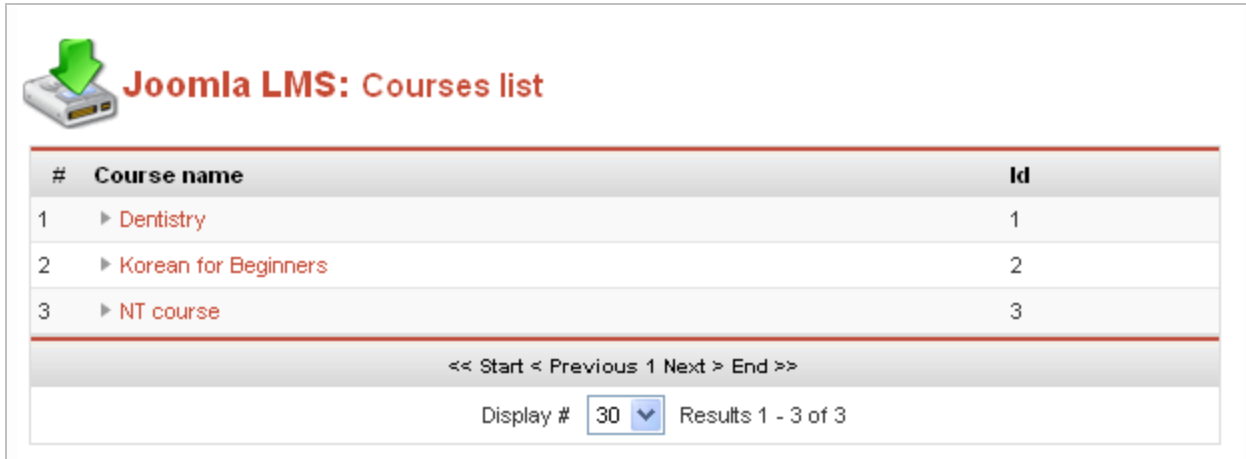 Joomla LMS: Courses list
# Course name Id
1 Dentistry 1
2 Korean for Beginners 2
3 NT course 3
<< Start < Previous 1 Next > End >>
Display # 30 Results 1 - 3 of 3